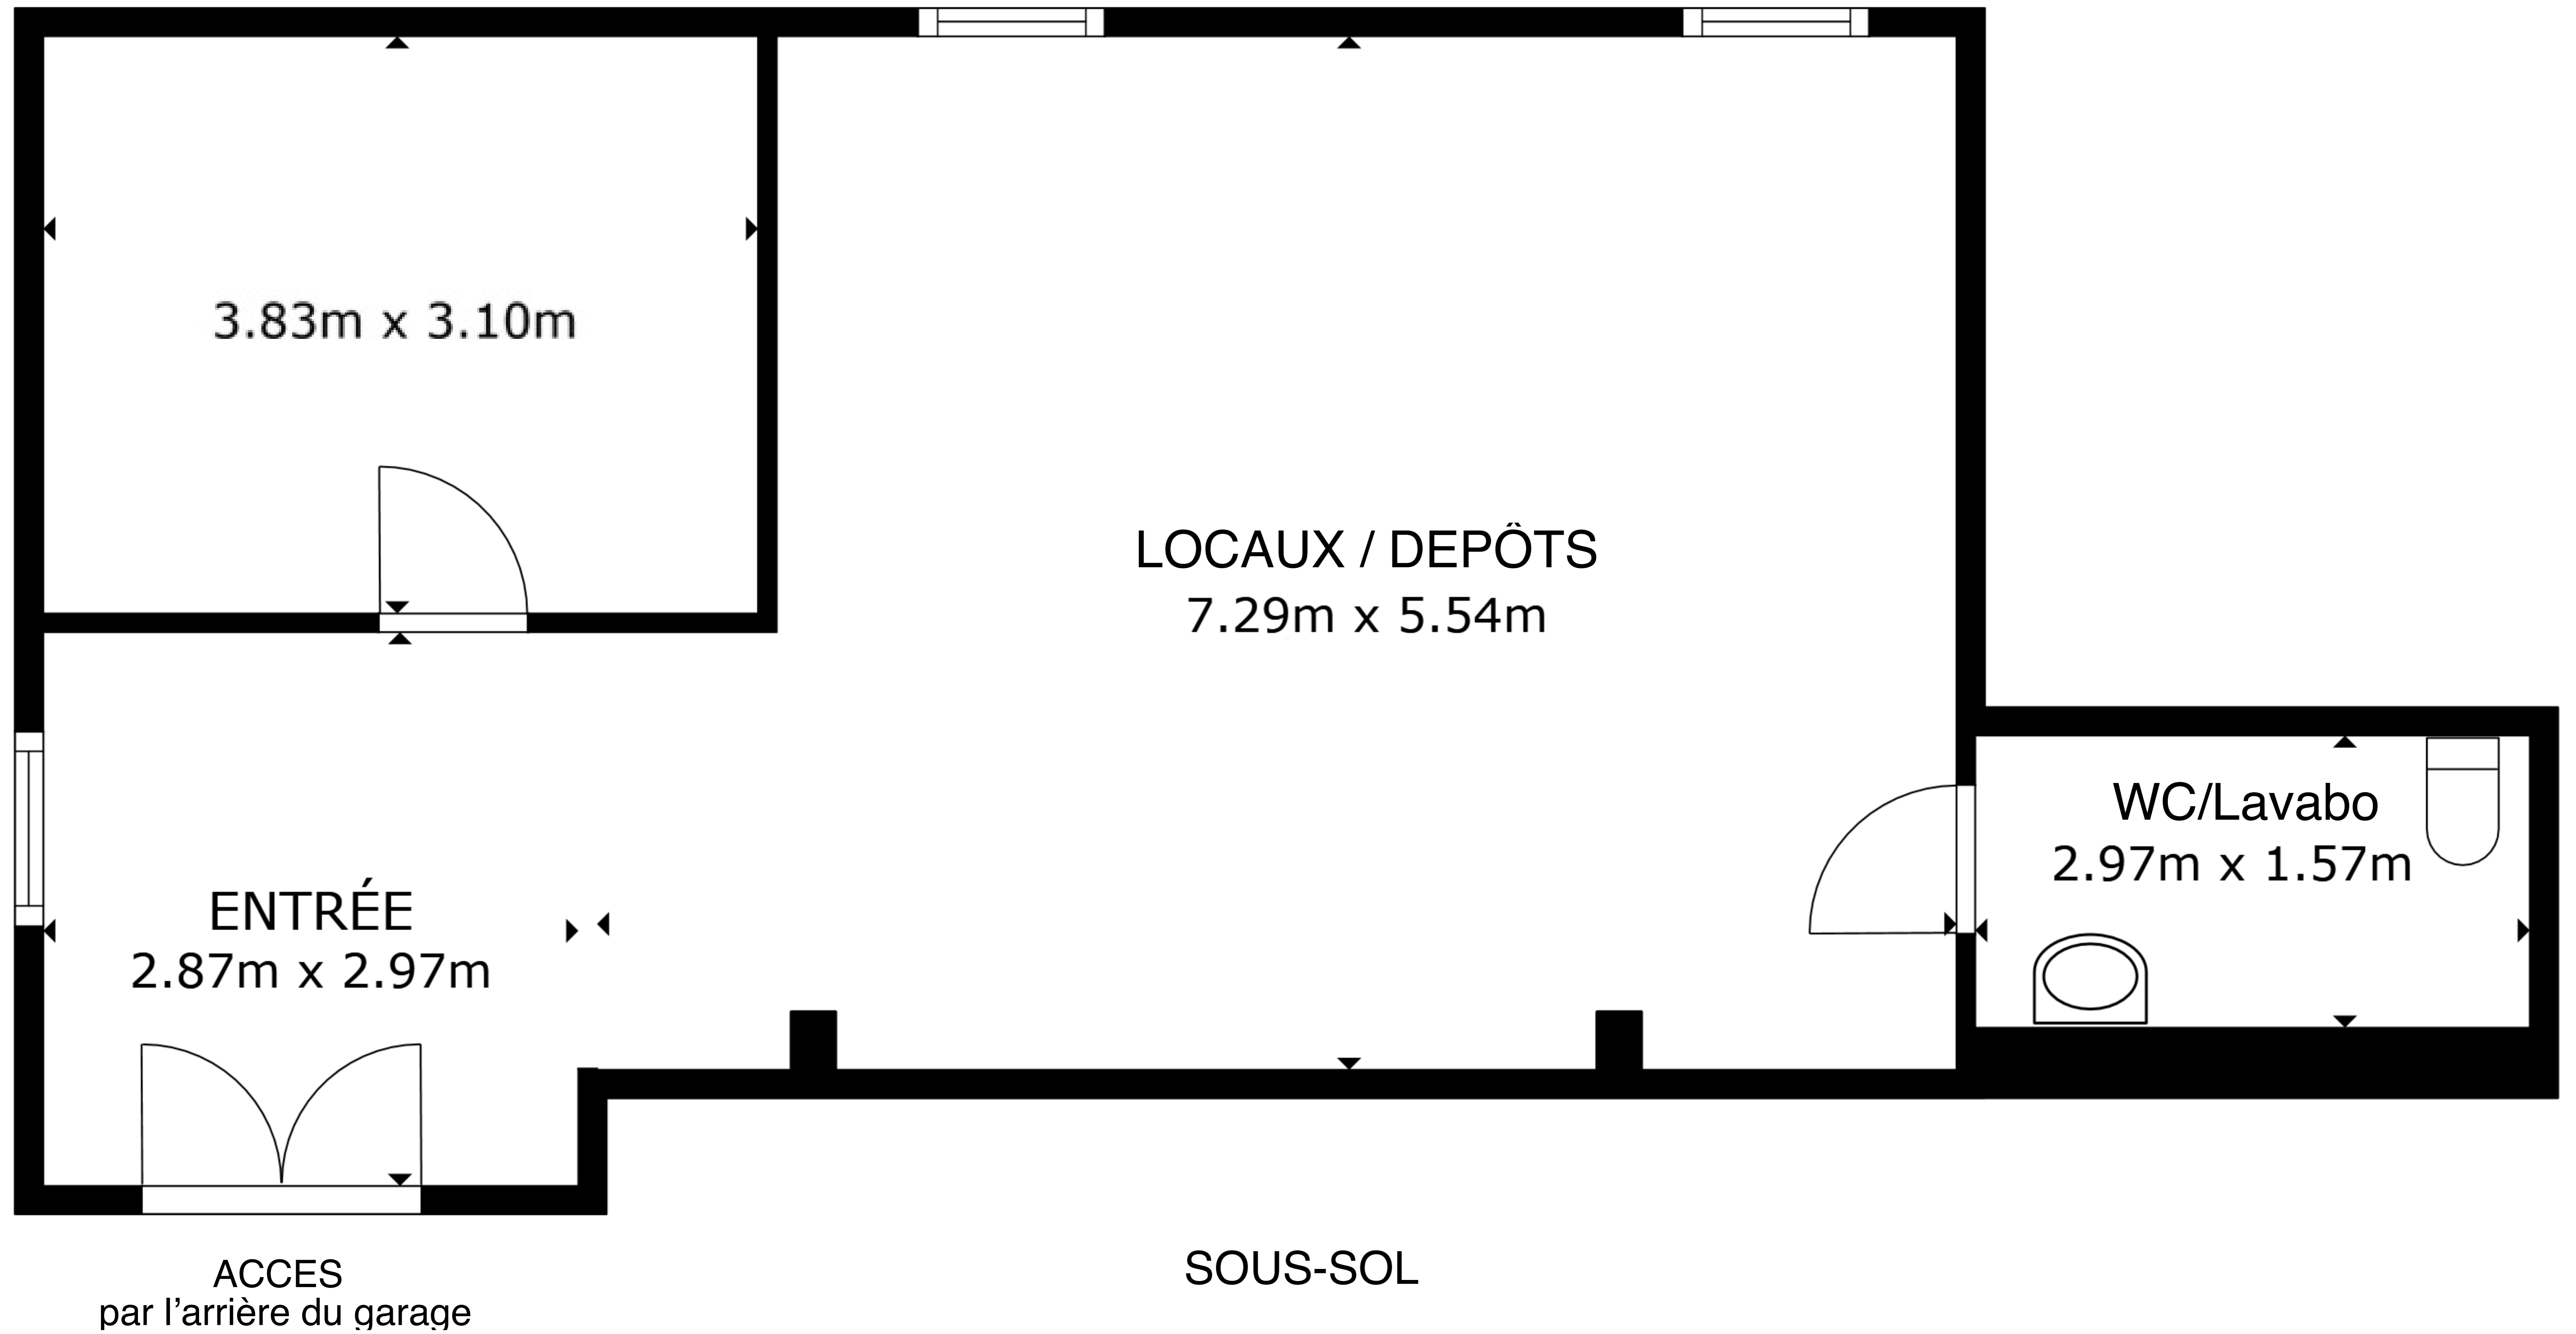 3.83m x 3.10m
LOCAUX / DEPÔTS
7.29m x 5.54m
WC/Lavabo
2.97m x 1.57m
ENTRÉE
2.87m x 2.97m
ACCES
par l’arrière du garage
SOUS-SOL